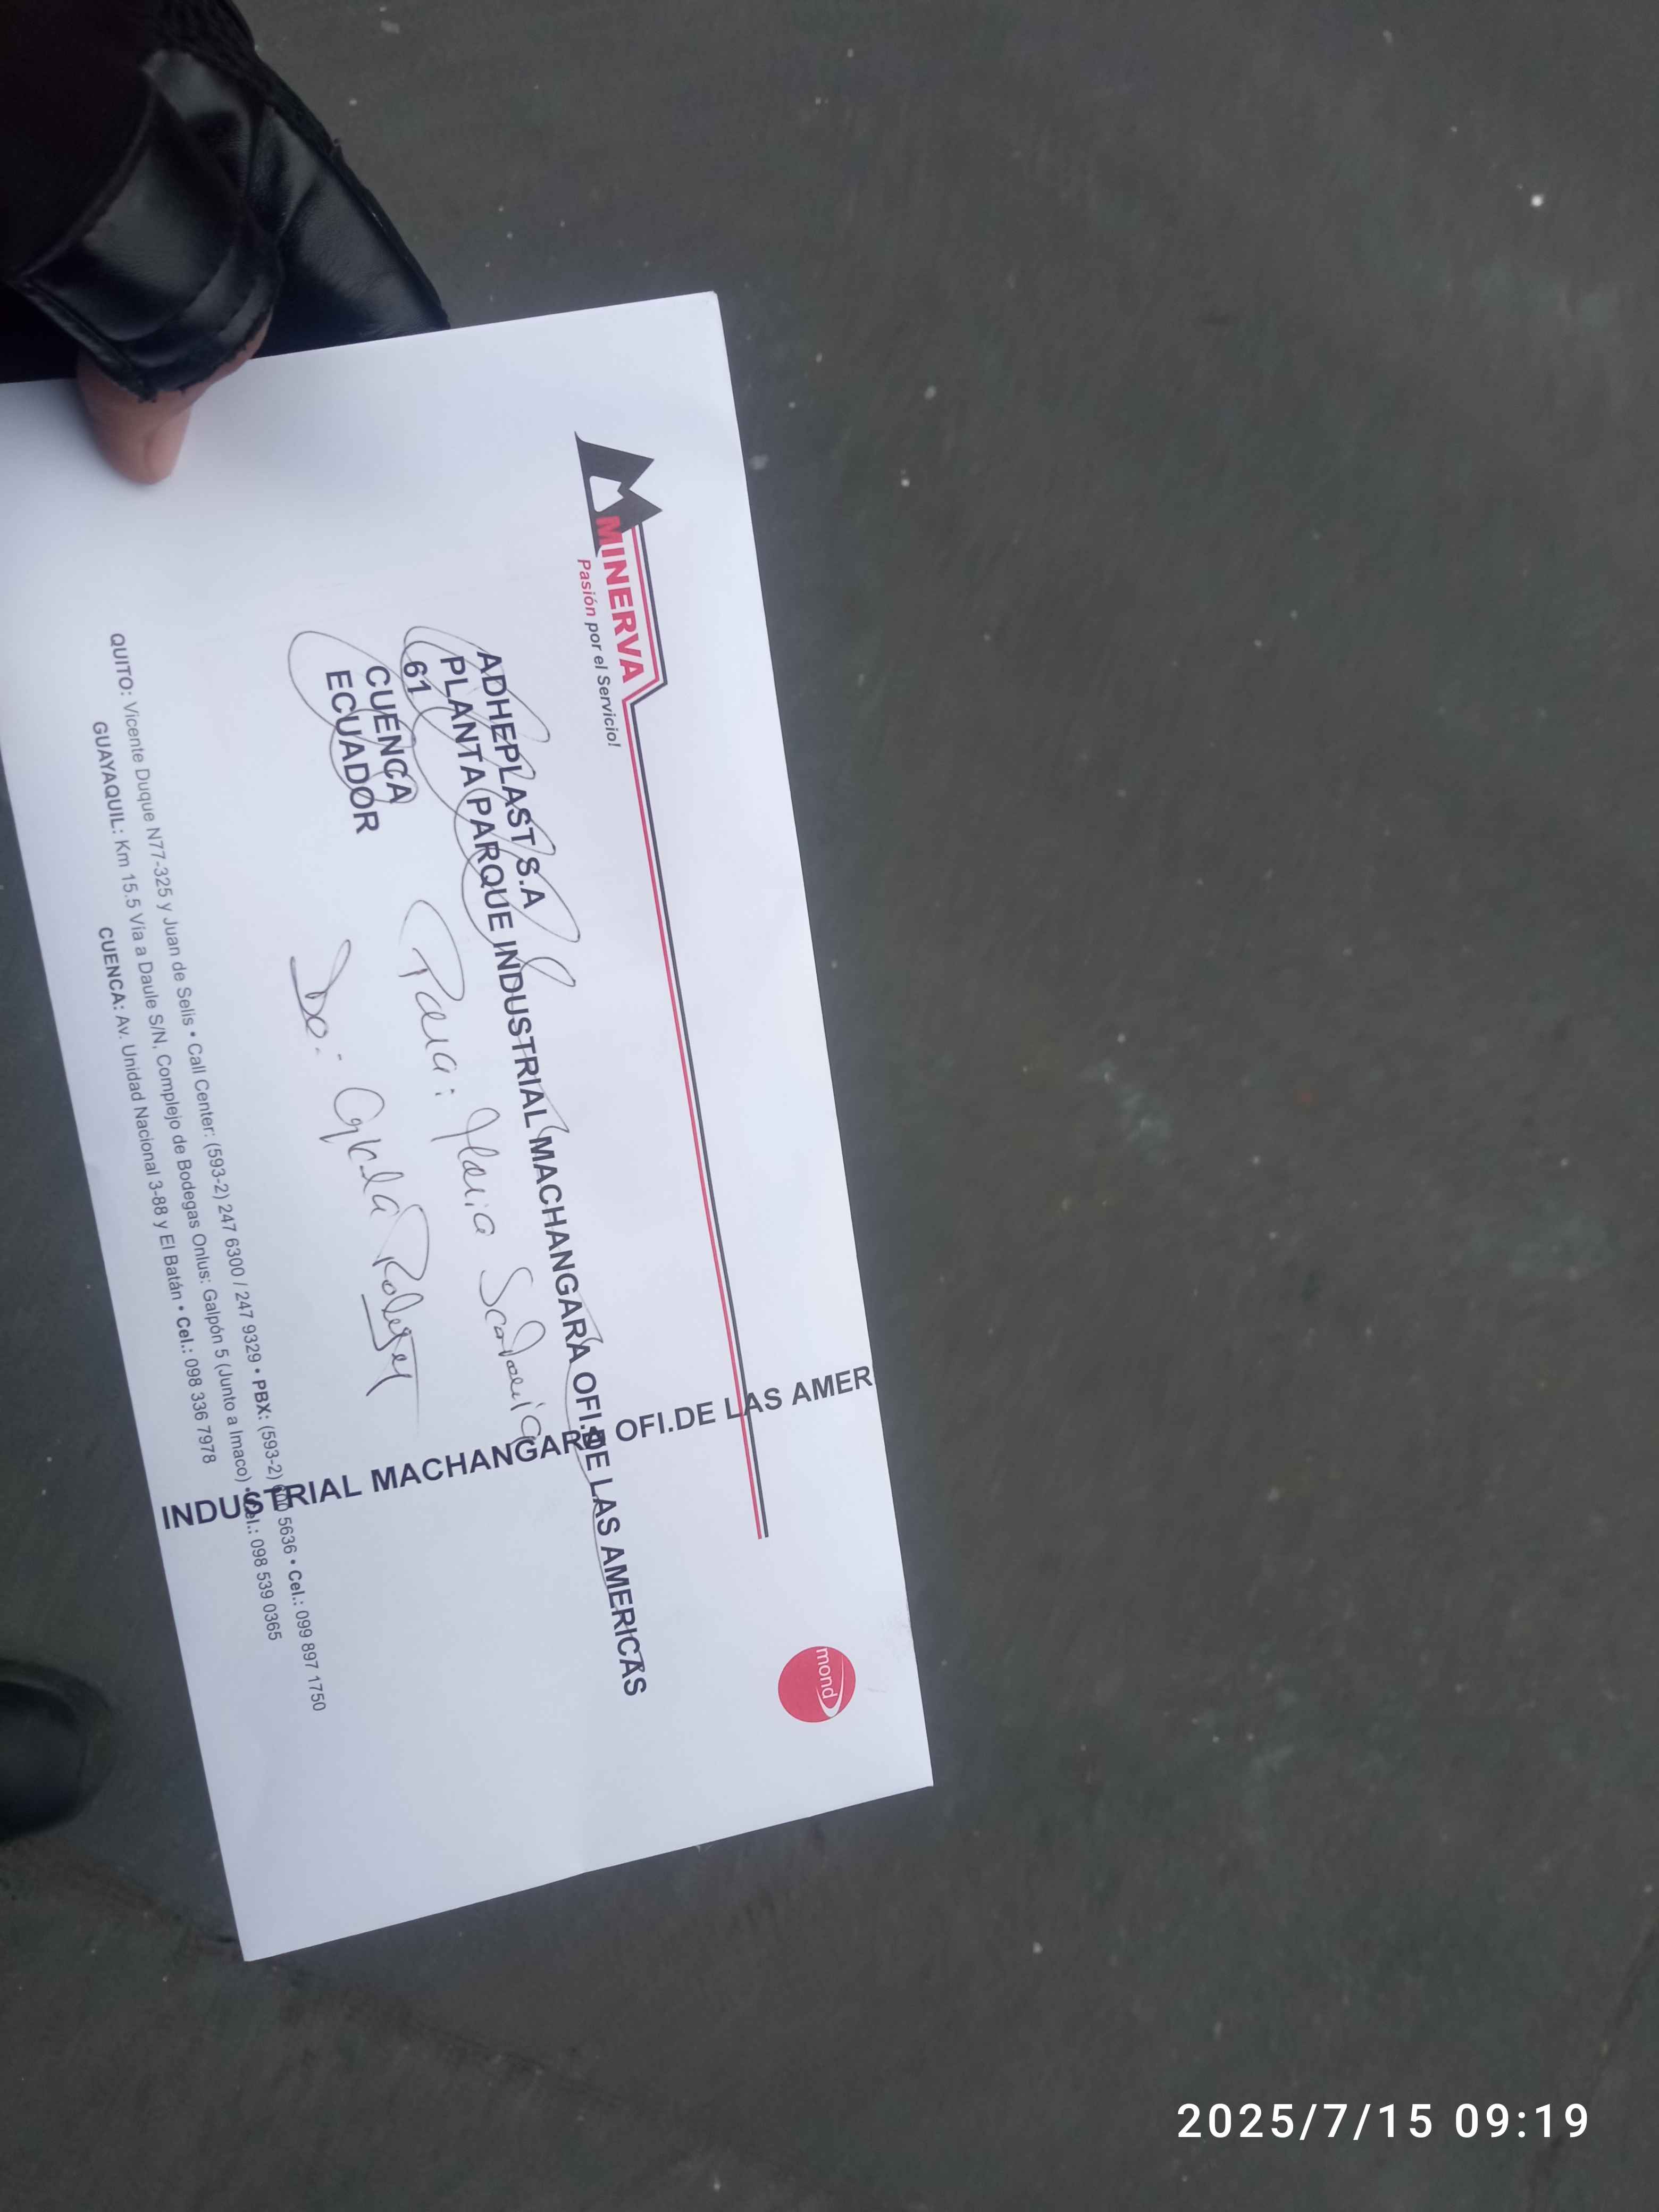 MINERVA
Pasión por el Servicio!
mond
ADHEPLAST S.A
PLANTA PARQUE INDUSTRIAL MACHANGARA OFI.DE LAS AMERICAS
61
CUENCA
ECUADOR
INDUSTRIAL MACHANGARA OFI.DE LAS AMER
Para: Maria
De:
QUITO: Vicente Duque N77-325 y Juan de Selis • Call Center: (593-2) 247 6300 / 247 9329 • PBX: (593-2) 600 5636 • Cel.: 099 897 1750
GUAYAQUIL: Km 15.5 Vía a Daule S/N, Complejo de Bodegas Onlus: Galpón 5 (Junto a Imaco) • Cel.: 098 539 0365
CUENCA: Av. Unidad Nacional 3-88 y El Batán • Cel.: 098 336 7978
2025/7/15 09:19